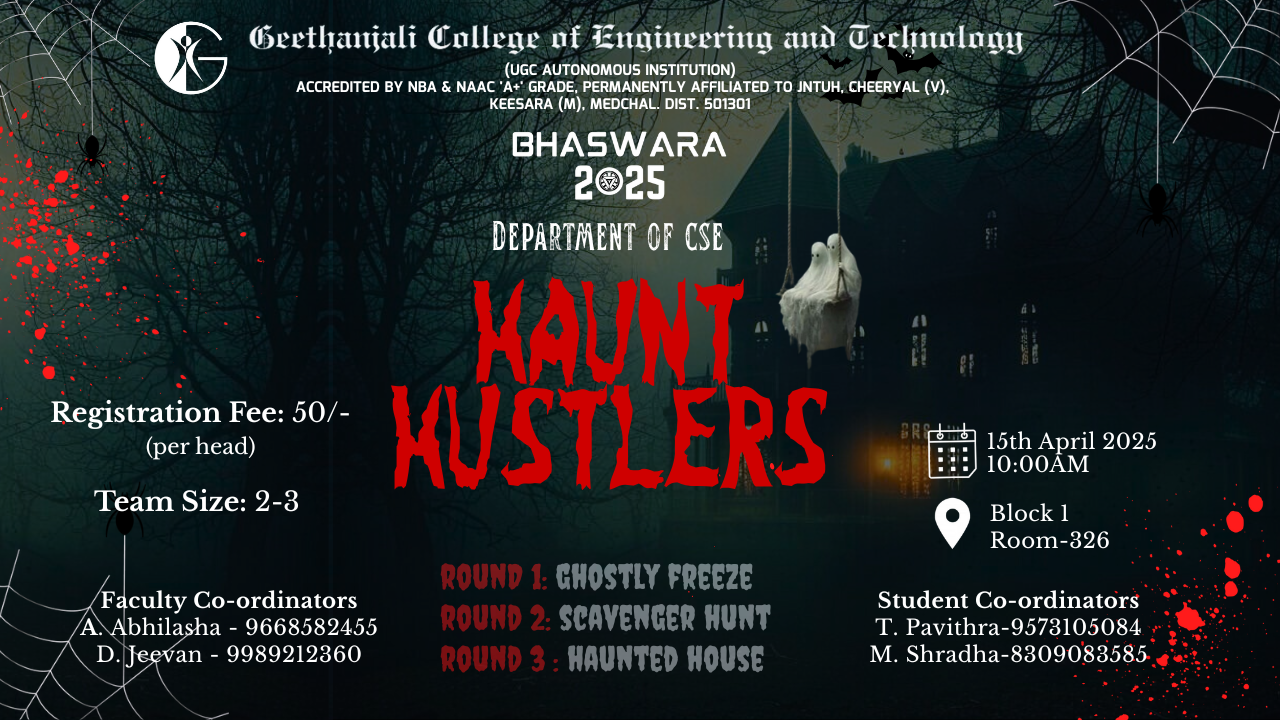 Geethanjali College of Engineering and Technology
(UGC AUTONOMOUS INSTITUTION)
ACCREDITED BY NBA & NAAC 'A+' GRADE, PERMANENTLY AFFILIATED TO JNTUH, CHEERYAL (V),
KEESARA (M), MEDCHAL. DIST. 501301
BHASWARA
2025
DEPARTMENT OF CSE
HAUNT
HUSTLERS
Registration Fee: 50/-
(per head)
Team Size: 2-3
15th April 2025
10:00AM
Block 1
Room-326
ROUND 1: GHOSTLY FREEZE
ROUND 2: SCAVENGER HUNT
ROUND 3 : HAUNTED HOUSE
Faculty Co-ordinators
A. Abhilasha - 9668582455
D. Jeevan - 9989212360
Student Co-ordinators
T. Pavithra-9573105084
M. Shradha-8309083585